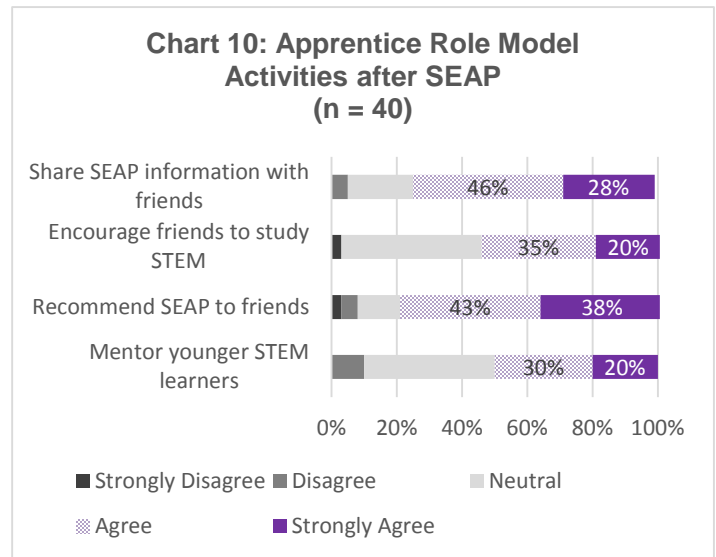 Chart 10: Apprentice Role Model
Activities after SEAP
(n = 40)
Share SEAP information with
friends
46% 28%
Encourage friends to study
STEM
35% 20%
Recommend SEAP to friends
43% 38%
Mentor younger STEM
learners
30% 20%
0% 20% 40% 60% 80% 100%
Strongly Disagree Disagree Neutral
Agree Strongly Agree